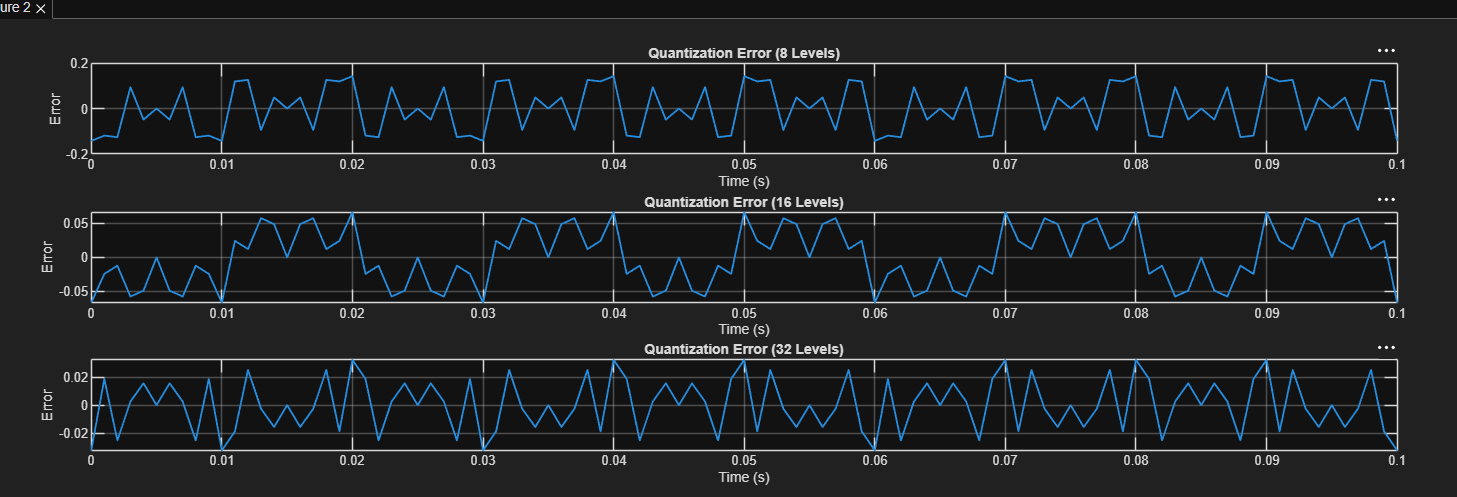 ure 2 ×
Quantization Error (8 Levels)
0.2
0
-0.2
Error
0 0.01 0.02 0.03 0.04 0.05 0.06 0.07 0.08 0.09 0.1
Time (s)
Quantization Error (16 Levels)
0.05
0
-0.05
Error
0 0.01 0.02 0.03 0.04 0.05 0.06 0.07 0.08 0.09 0.1
Time (s)
Quantization Error (32 Levels)
0.02
0
-0.02
Error
0 0.01 0.02 0.03 0.04 0.05 0.06 0.07 0.08 0.09 0.1
Time (s)